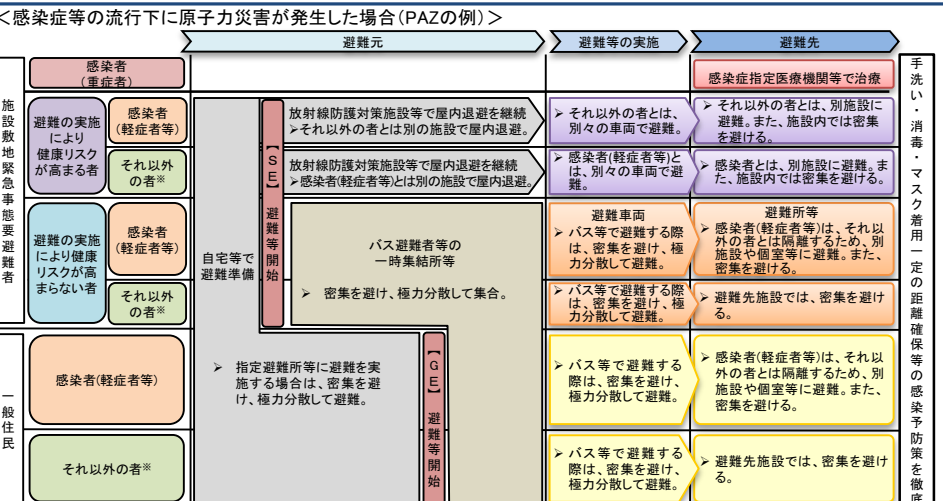 ＜感染症等の流行下に原子力災害が発生した場合（PAZの例）＞
避難元
避難等の実施
避難先
感染者
（重症者）
感染症指定医療機関等で治療
施設敷地緊急事態要避難者
避難の実施
により
健康リスク
が高まる者
感染者
（軽症者等）
放射線防護対策施設等で屋内退避を継続
➢それ以外の者とは別の施設で屋内退避。
➢ それ以外の者とは、
別々の車両で避難。
➢ それ以外の者とは、別施設に
避難。また、施設内では密集
を避ける。
それ以外
の者※
放射線防護対策施設等で屋内退避を継続
➢感染者(軽症者等)とは別の施設で屋内退避。
➢ 感染者(軽症者等)と
は、別々の車両で避
難。
➢ 感染者とは、別施設に避難。ま
た、施設内では密集を避ける。
避難の実施
により健康
リスクが高
まらない者
感染者
（軽症者等）
それ以外
の者※
自宅等で
避難準備
【SE】避難等開始
バス避難者等の
一時集結所等
➢ 密集を避け、極力分散して集合。
避難車両
➢ バス等で避難する際
は、密集を避け、極
力分散して避難。
避難所等
➢ 感染者(軽症者等)は、それ以
外の者とは隔離するため、別
施設や個室等に避難。また、
密集を避ける。
➢ バス等で避難する際
は、密集を避け、極
力分散して避難。
➢ 避難先施設では、密集を避け
る。
一般住民
感染者(軽症者等)
それ以外の者※
➢ 指定避難所等に避難を実
施する場合は、密集を避
け、極力分散して避難。
【GE】避難等開始
➢ バス等で避難する
際は、密集を避け、
極力分散して避難。
➢ 感染者(軽症者等)は、それ以
外の者とは隔離するため、別
施設や個室等に避難。また、
密集を避ける。
➢ バス等で避難する
際は、密集を避け、
極力分散して避難。
➢ 避難先施設では、密集を避け
る。
手洗い・消毒・マスク着用一定の距離確保等の感染予防策を徹底